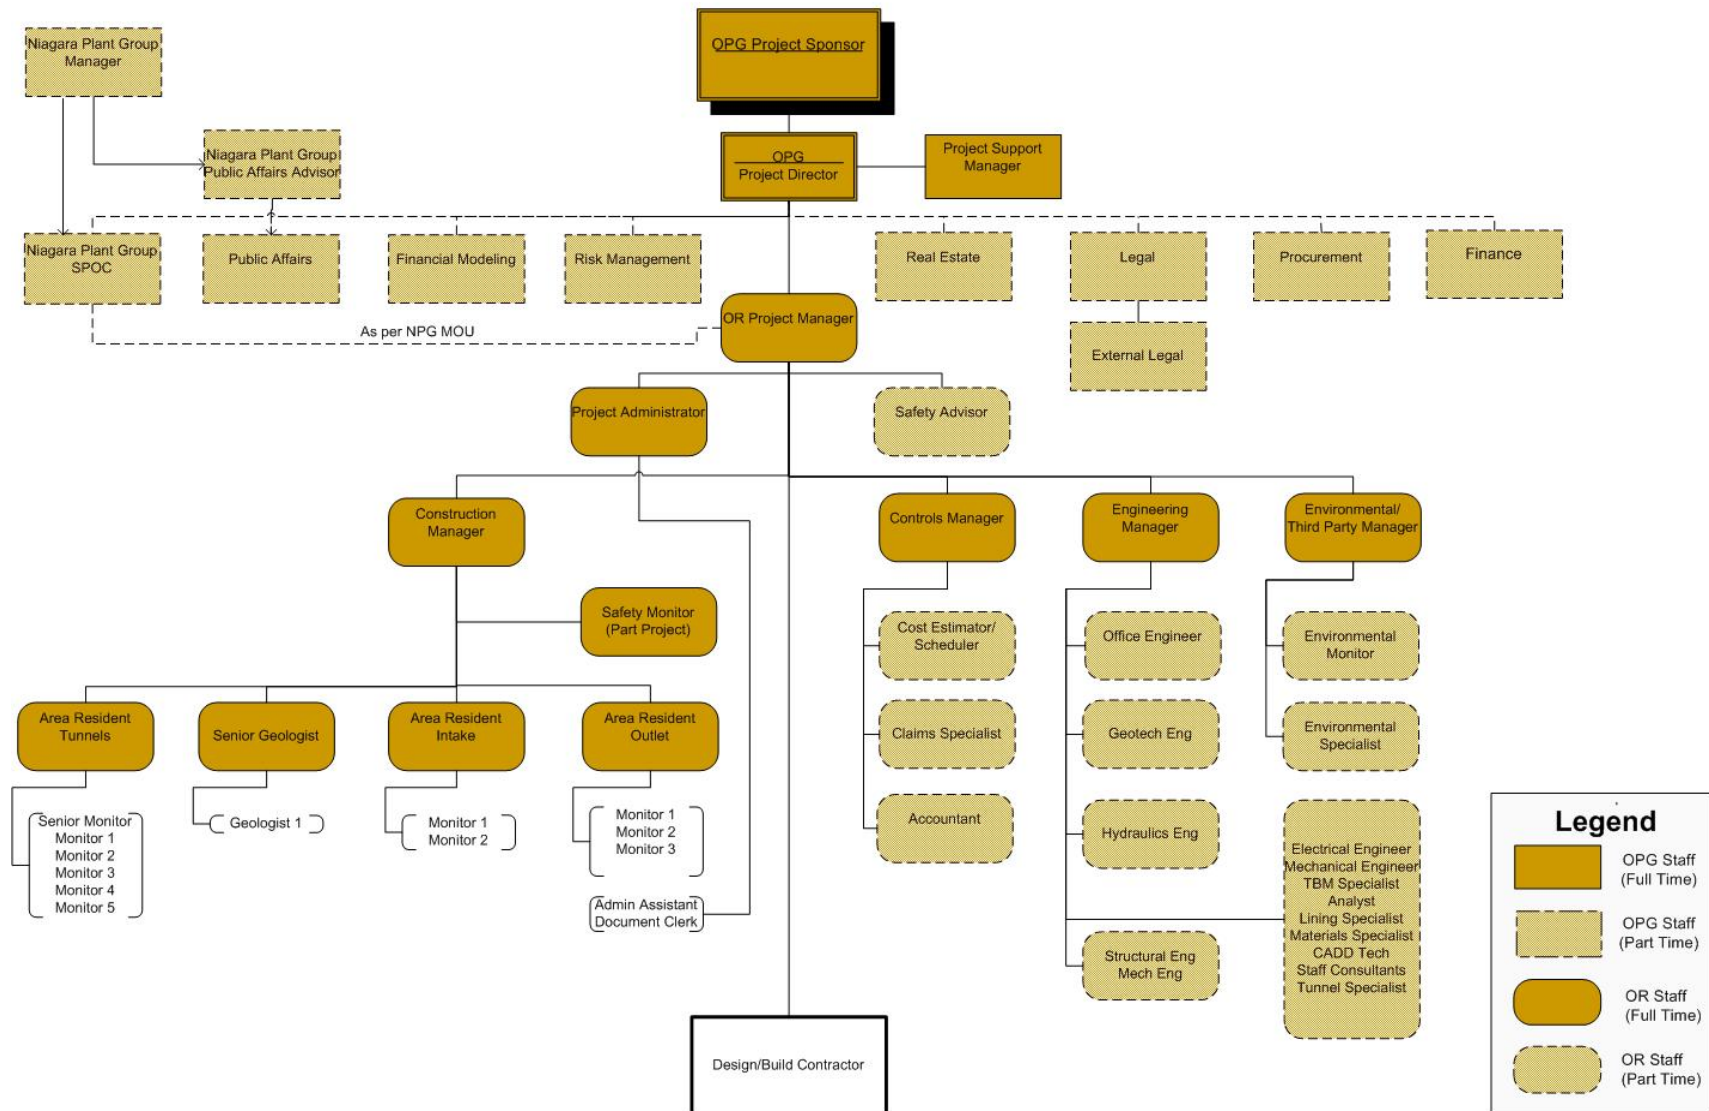 Niagara Plant Group
Manager
OPG Project Sponsor
Niagara Plant Group
Public Affairs Advisor
OPG
Project Director
Project Support
Manager
Niagara Plant Group
SPOC
Public Affairs
Financial Modeling
Risk Management
Real Estate
Legal
Procurement
Finance
As per NPG MOU
OR Project Manager
External Legal
Project Administrator
Safety Advisor
Construction
Manager
Controls Manager
Engineering
Manager
Environmental/
Third Party Manager
Safety Monitor
(Part Project)
Cost Estimator/
Scheduler
Office Engineer
Environmental
Monitor
Area Resident
Tunnels
Senior Geologist
Area Resident
Intake
Area Resident
Outlet
Claims Specialist
Geotech Eng
Environmental
Specialist
Senior Monitor
Monitor 1
Monitor 2
Monitor 3
Monitor 4
Monitor 5
Geologist 1
Monitor 1
Monitor 2
Monitor 1
Monitor 2
Monitor 3
Admin Assistant
Document Clerk
Accountant
Hydraulics Eng
Structural Eng
Mech Eng
Electrical Engineer
Mechanical Engineer
TBM Specialist
Analyst
Lining Specialist
Materials Specialist
CADD Tech
Staff Consultants
Tunnel Specialist
Design/Build Contractor
Legend
OPG Staff
(Full Time)
OPG Staff
(Part Time)
OR Staff
(Full Time)
OR Staff
(Part Time)